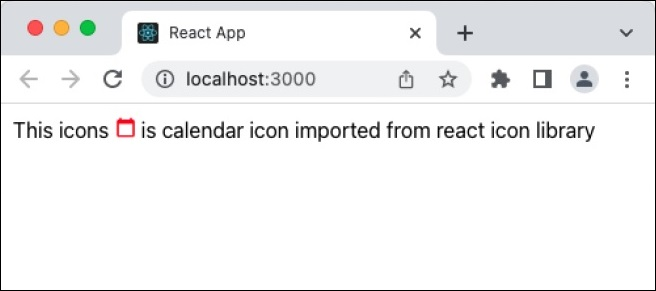 React App
localhost:3000
This icons is calendar icon imported from react icon library